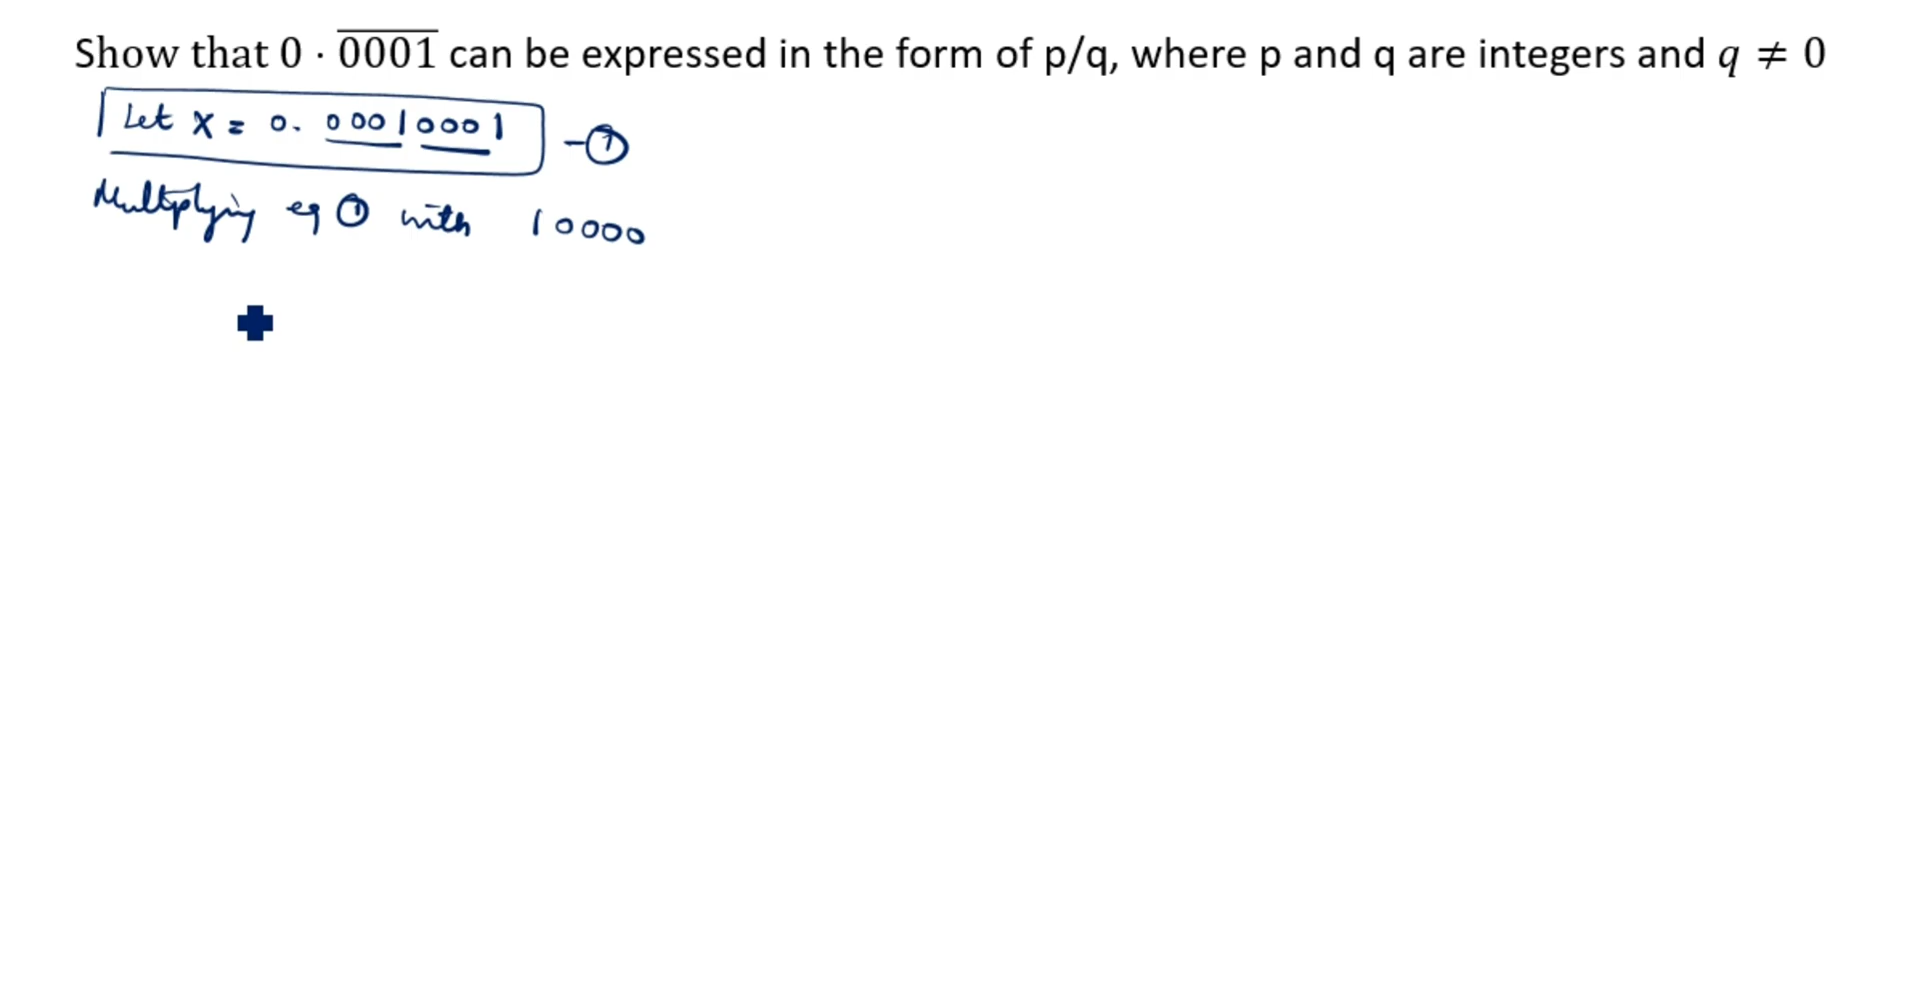 Show that 0 · 0001 can be expressed in the form of p/q, where p and q are integers and q ≠ 0
Let x = 0. 00010001 -①
Multiplying eq ① with 10000